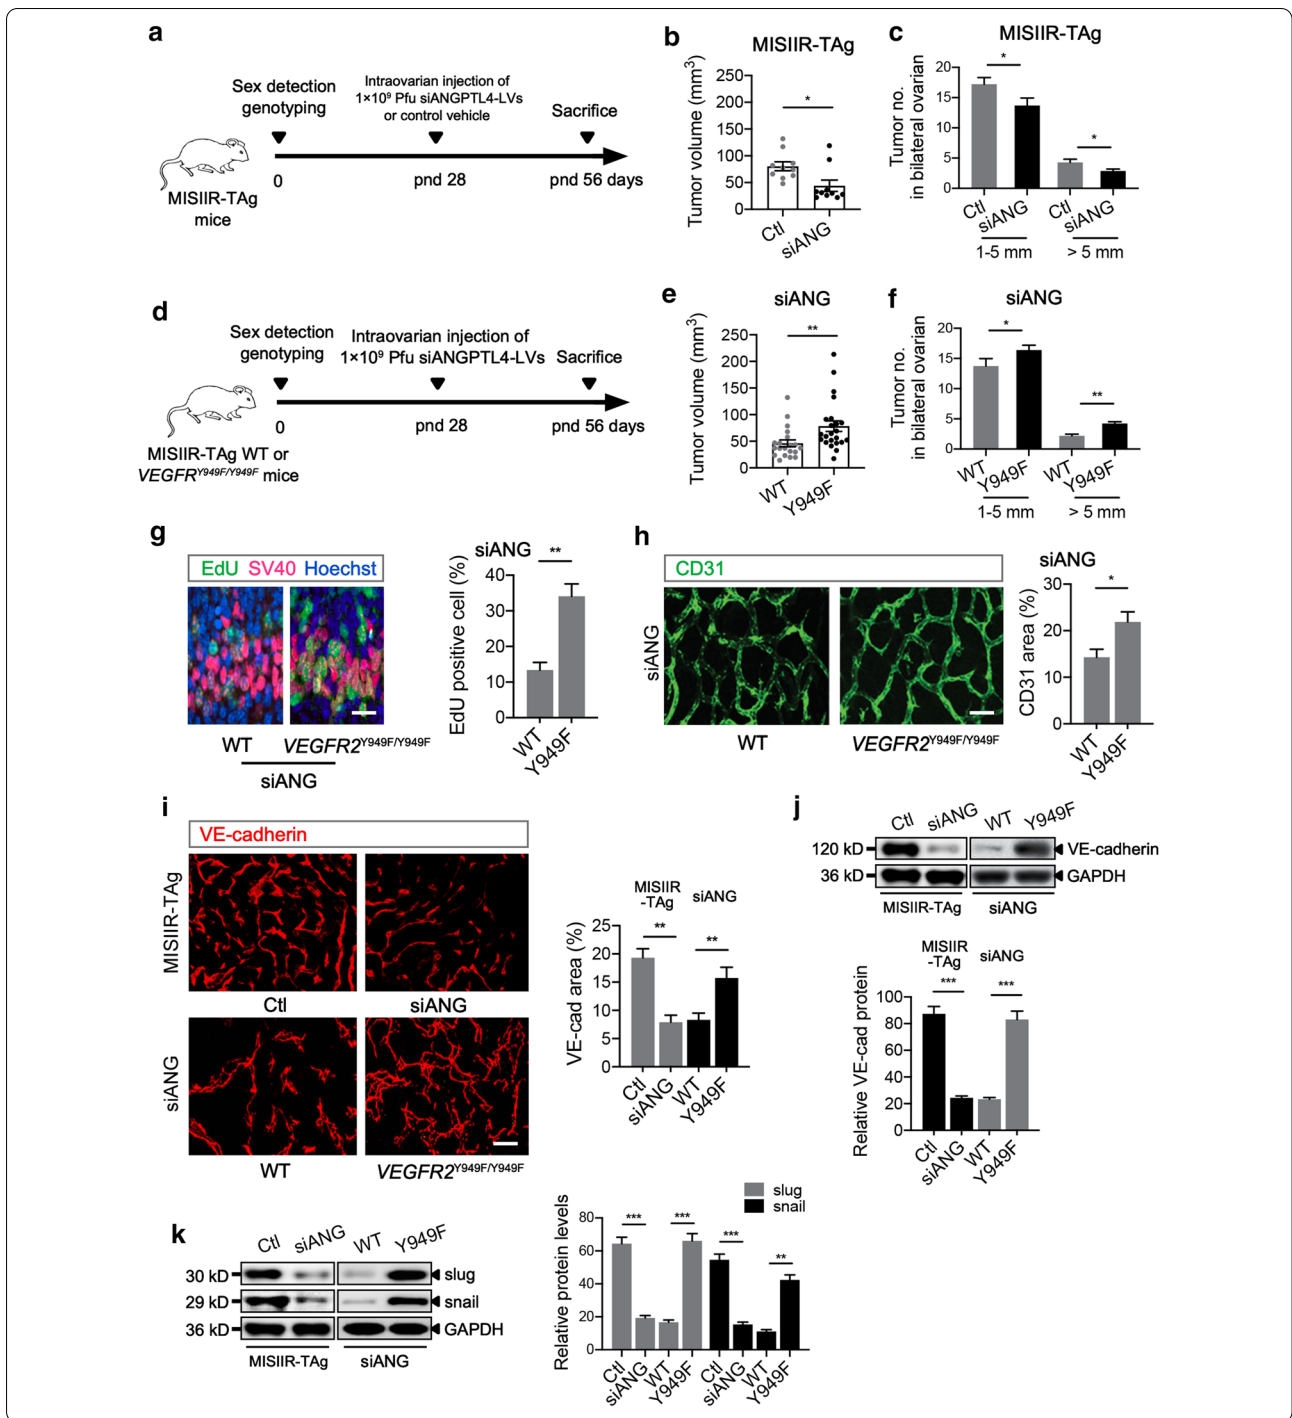 a
Sex detection
genotyping
Intraovarian injection of
1×10⁹ Pfu siANGPTL4-LVs
or control vehicle
Sacrifice
MISIIR-TAg
mice
0
pnd 28
pnd 56 days
b
MISIIR-TAg
Tumor volume (mm³)
250
200
150
100
50
0
*
Ctl
siANG
c
MISIIR-TAg
Tumor no.
in bilateral ovarian
20
15
10
5
0
*
*
Ctl
siANG
Ctl
siANG
1-5 mm
> 5 mm
d
Sex detection
genotyping
Intraovarian injection of
1×10⁹ Pfu siANGPTL4-LVs
Sacrifice
MISIIR-TAg WT or
VEGFR^Y949F/Y949F mice
0
pnd 28
pnd 56 days
e
siANG
Tumor volume (mm³)
250
200
150
100
50
0
**
WT
Y949F
f
siANG
Tumor no.
in bilateral ovarian
20
15
10
5
0
*
**
WT
Y949F
WT
Y949F
1-5 mm
> 5 mm
g
EdU SV40 Hoechst
WT
VEGFR2^Y949F/Y949F
siANG
siANG
EdU positive cell (%)
40
30
20
10
0
**
WT
Y949F
h
CD31
siANG
WT
VEGFR2^Y949F/Y949F
siANG
CD31 area (%)
30
20
10
0
*
WT
Y949F
i
VE-cadherin
MISIIR-TAg
Ctl
siANG
siANG
WT
VEGFR2^Y949F/Y949F
MISIIR
-TAg
siANG
VE-cad area (%)
25
20
15
10
5
0
**
**
Ctl
siANG
WT
Y949F
j
Ctl
siANG
WT
Y949F
120 kD
VE-cadherin
36 kD
GAPDH
MISIIR-TAg
siANG
MISIIR
-TAg
siANG
Relative VE-cad protein
100
80
60
40
20
0
***
***
Ctl
siANG
WT
Y949F
k
Ctl
siANG
WT
Y949F
30 kD
slug
29 kD
snail
36 kD
GAPDH
MISIIR-TAg
siANG
slug
snail
Relative protein levels
80
60
40
20
0
***
***
***
**
Ctl
siANG
WT
Y949F
Ctl
siANG
WT
Y949F